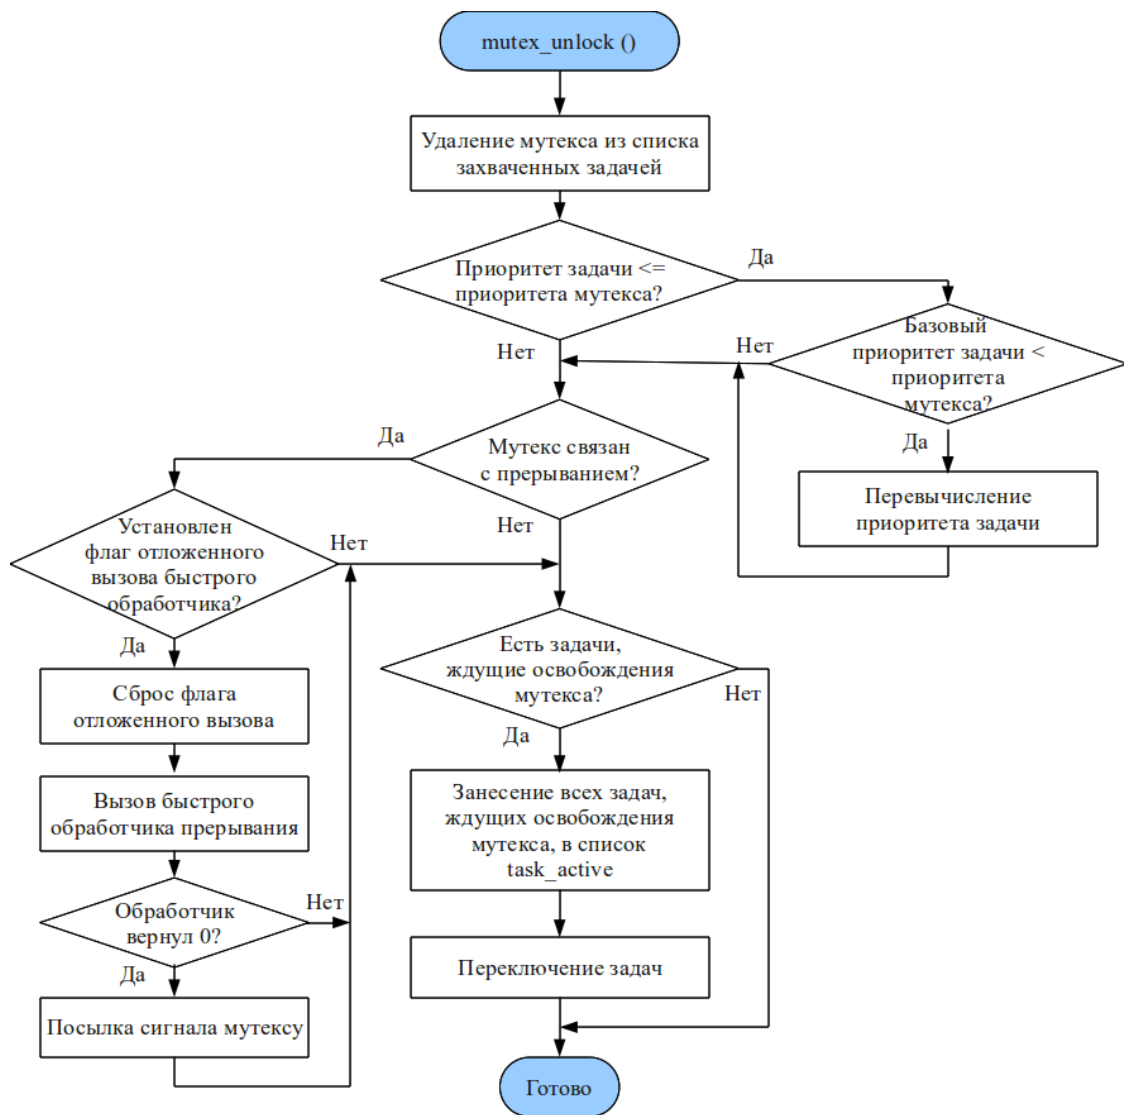 mutex_unlock ()
Удаление мутекса из списка
захваченных задачей
Приоритет задачи <=
приоритета мутекса?
Да
Нет
Базовый
приоритет задачи <
приоритета
мутекса?
Нет
Да
Перевычисление
приоритета задачи
Мутекс связан
с прерыванием?
Да
Нет
Установлен
флаг отложенного
вызова быстрого
обработчика?
Нет
Да
Сброс флага
отложенного вызова
Вызов быстрого
обработчика прерывания
Обработчик
вернул 0?
Нет
Да
Посылка сигнала мутексу
Есть задачи,
ждущие освобождения
мутекса?
Нет
Да
Занесение всех задач,
ждущих освобождения
мутекса, в список
task_active
Переключение задач
Готово